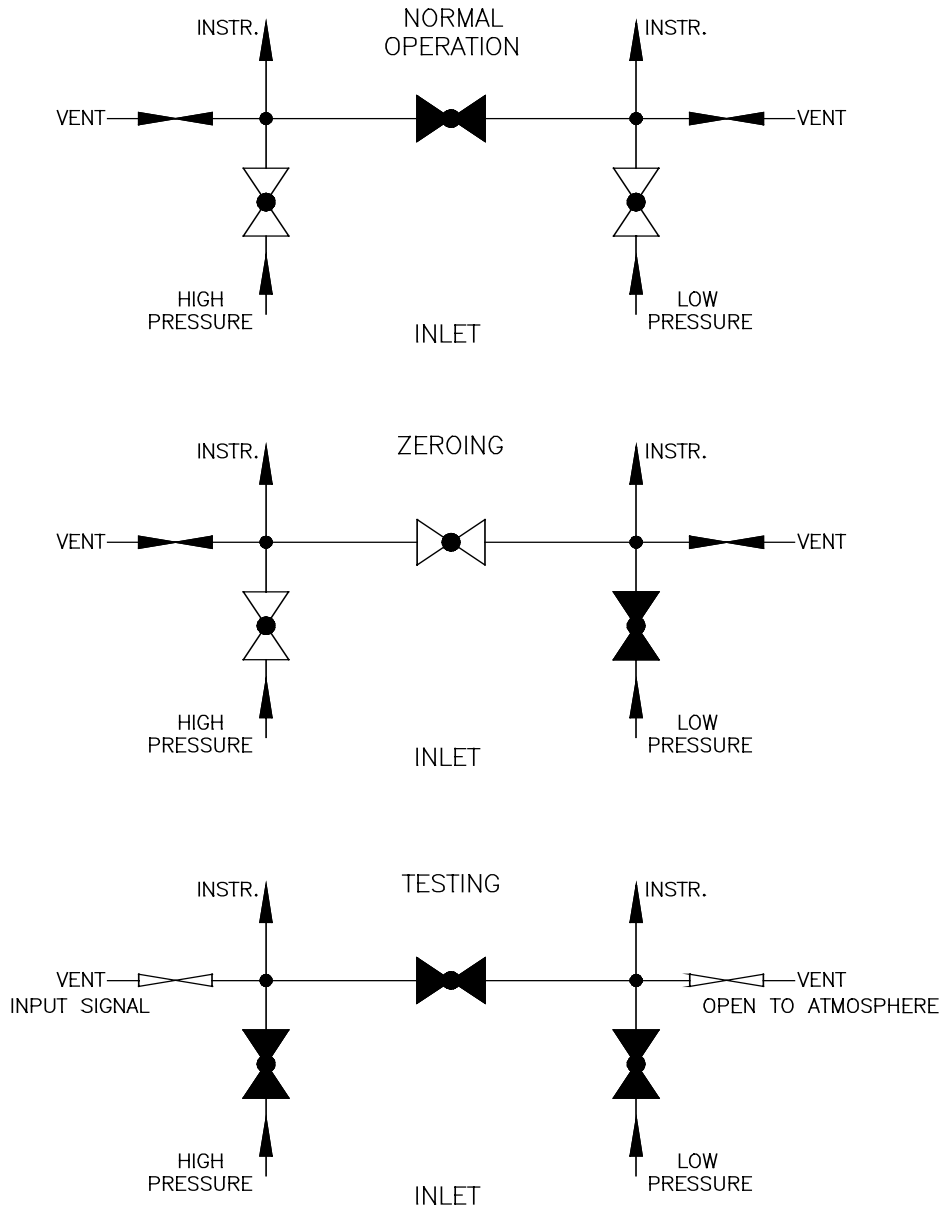 NORMAL
OPERATION
INSTR.
INSTR.
VENT
VENT
HIGH
PRESSURE
LOW
PRESSURE
INLET
ZEROING
INSTR.
INSTR.
VENT
VENT
HIGH
PRESSURE
LOW
PRESSURE
INLET
TESTING
INSTR.
INSTR.
VENT
INPUT SIGNAL
VENT
OPEN TO ATMOSPHERE
HIGH
PRESSURE
LOW
PRESSURE
INLET